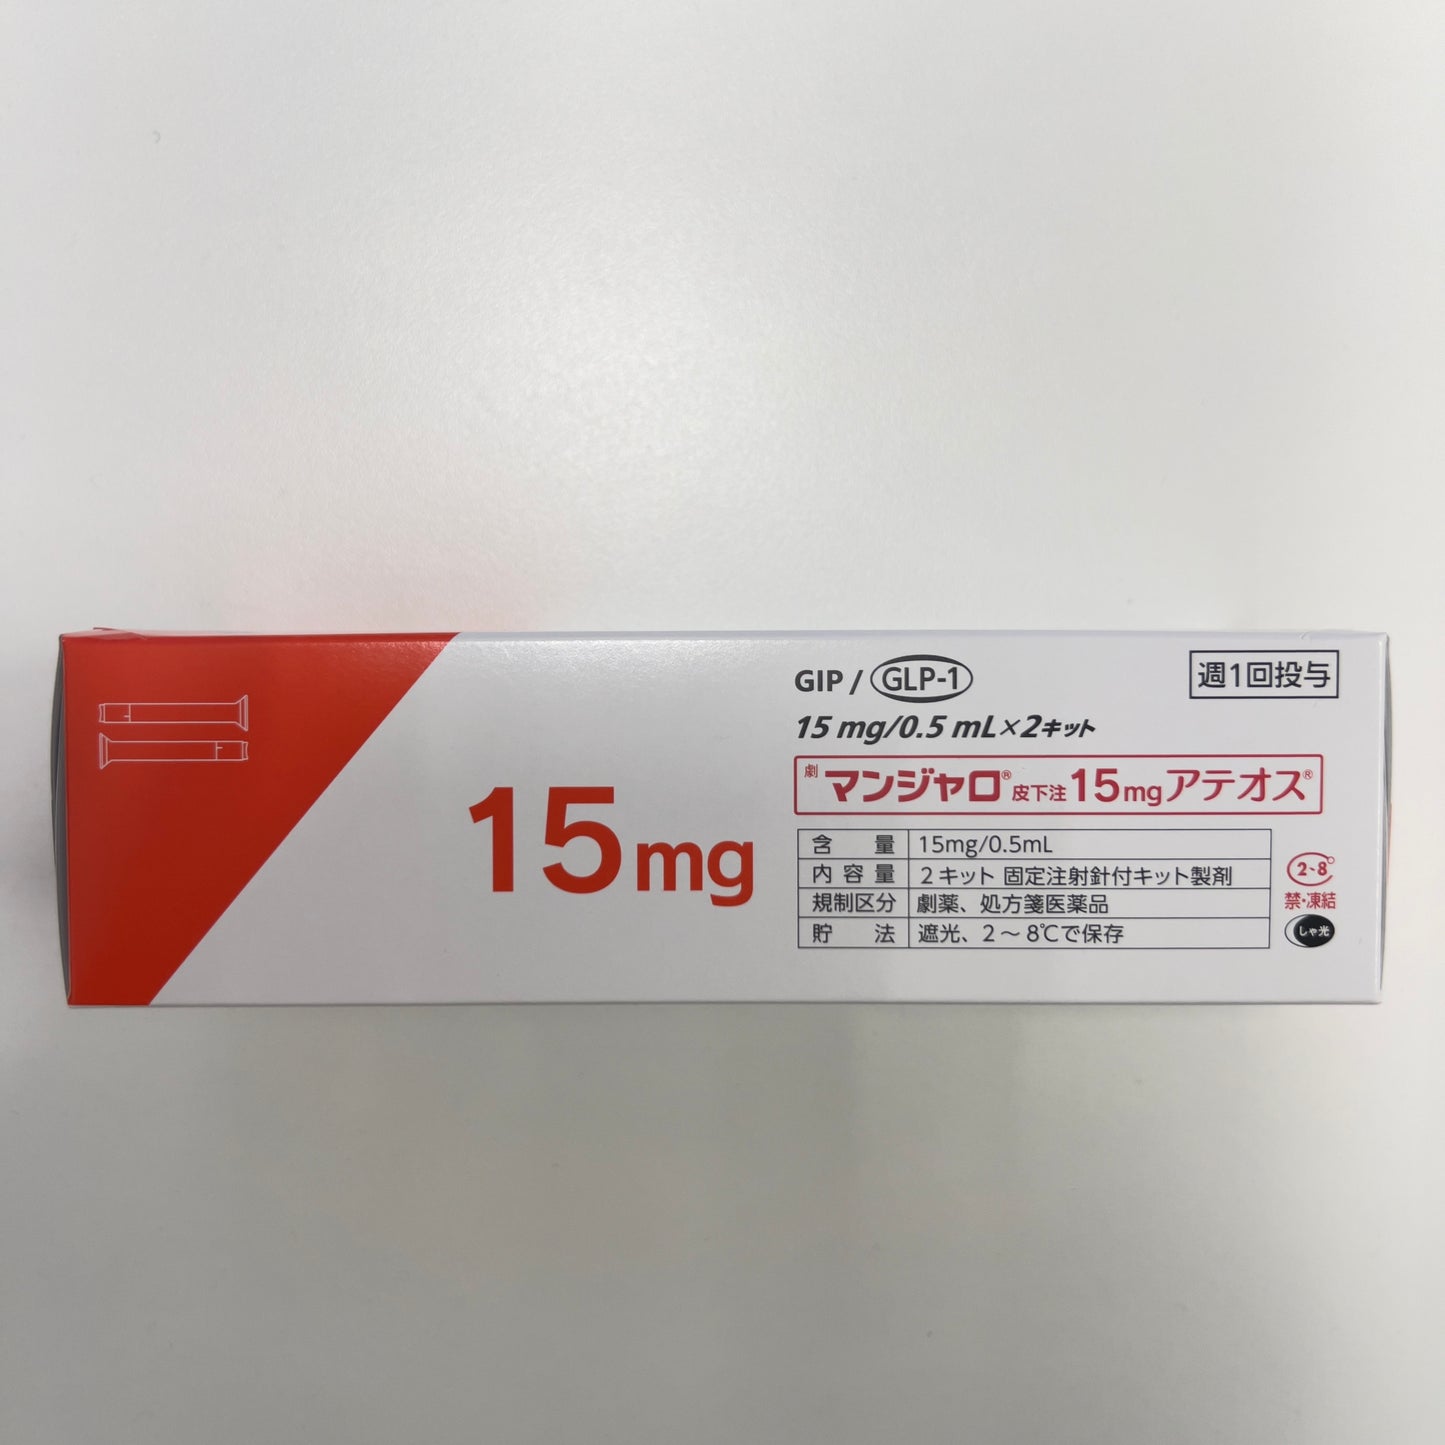 GIP / GLP-1
週1回投与
15 mg/0.5 mL×2キット
劇 マンジャロ® 皮下注15mgアテオス®
15mg
含量 15mg/0.5mL
内容量 2キット 固定注射針付キット製剤
規制区分 劇薬、処方箋医薬品
貯法 遮光、2～8℃で保存
2~8℃
禁・凍結
しゃ光